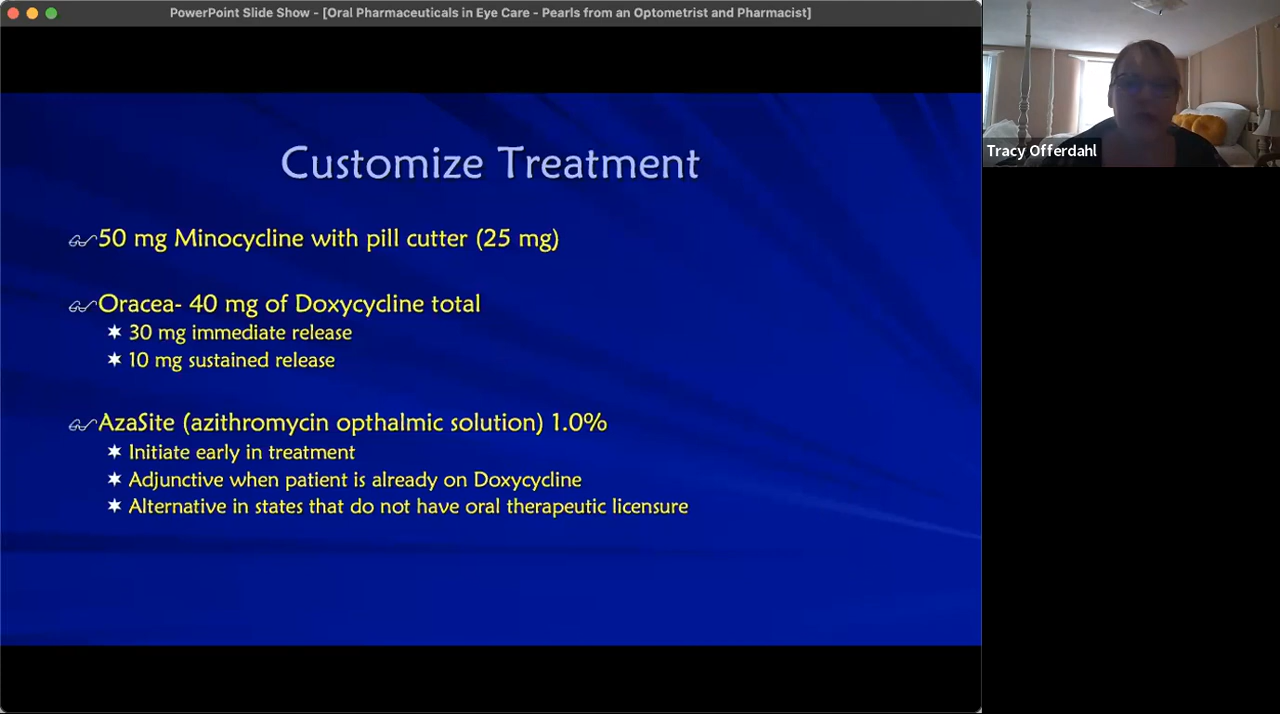 PowerPoint Slide Show - [Oral Pharmaceuticals in Eye Care - Pearls from an Optometrist and Pharmacist]
Customize Treatment
50 mg Minocycline with pill cutter (25 mg)
Oracea- 40 mg of Doxycycline total
30 mg immediate release
10 mg sustained release
AzaSite (azithromycin opthalmic solution) 1.0%
Initiate early in treatment
Adjunctive when patient is already on Doxycycline
Alternative in states that do not have oral therapeutic licensure
Tracy Offerdahl